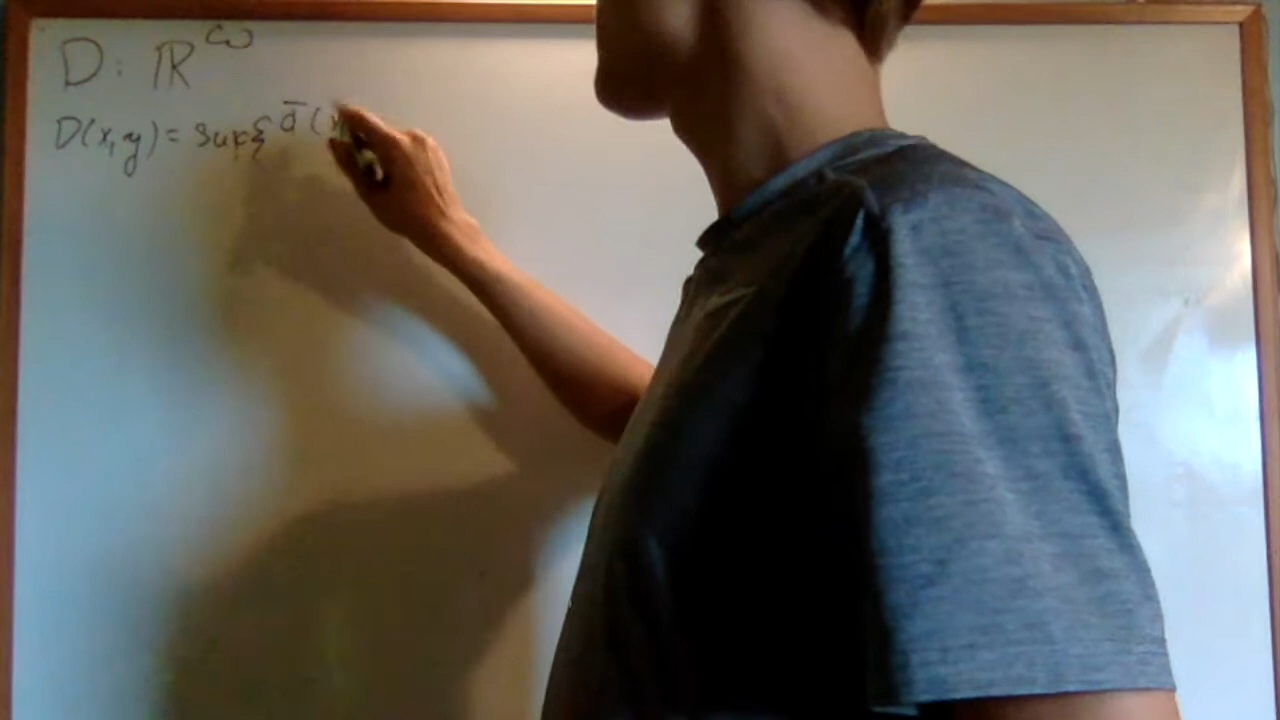 D: ℝ^ω
D(x,y) = sup{ d̄(x